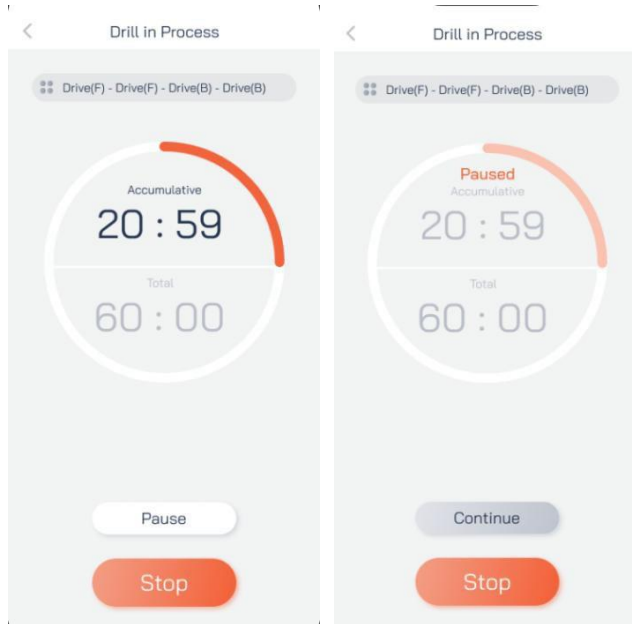 Drill in Process
Drive(F) - Drive(F) - Drive(B) - Drive(B)
Accumulative
20 : 59
Total
60 : 00
Pause
Stop
Drill in Process
Drive(F) - Drive(F) - Drive(B) - Drive(B)
Paused
Accumulative
20 : 59
Total
60 : 00
Continue
Stop